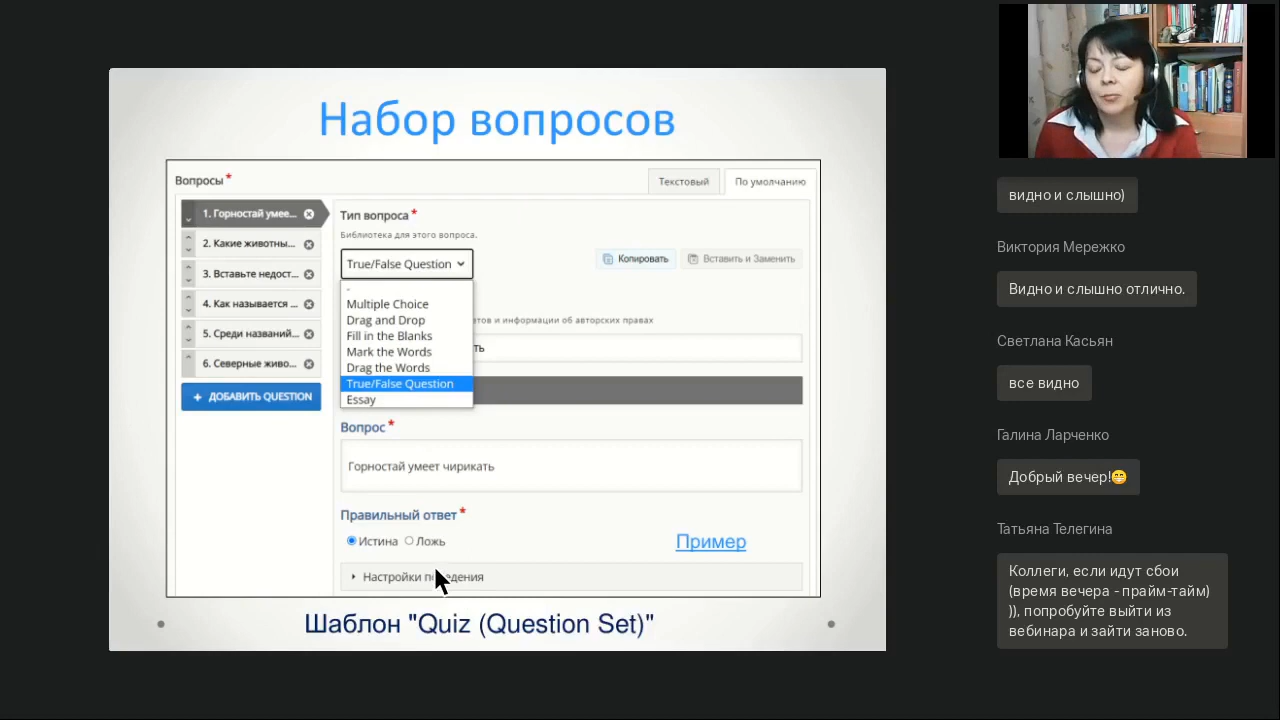 Набор вопросов
Вопросы *
Текстовый
По умолчанию
1. Горностай умее...
2. Какие животны...
3. Вставьте недост...
4. Как называется ...
5. Среди названий...
6. Северные живо...
+ ДОБАВИТЬ QUESTION
Тип вопроса *
Библиотека для этого вопроса.
True/False Question
Копировать
Вставить и Заменить
-
Multiple Choice
Drag and Drop
Fill in the Blanks
Mark the Words
Drag the Words
True/False Question
Essay
и информации об авторских правах
Вопрос *
Горностай умеет чирикать
Правильный ответ *
Истина Ложь
Пример
Настройки
Шаблон "Quiz (Question Set)"
видно и слышно)
Виктория Мережко
Видно и слышно отлично.
Светлана Касьян
все видно
Галина Ларченко
Добрый вечер!😁
Татьяна Телегина
Коллеги, если идут сбои
(время вечера - прайм-тайм)
)), попробуйте выйти из
вебинара и зайти заново.